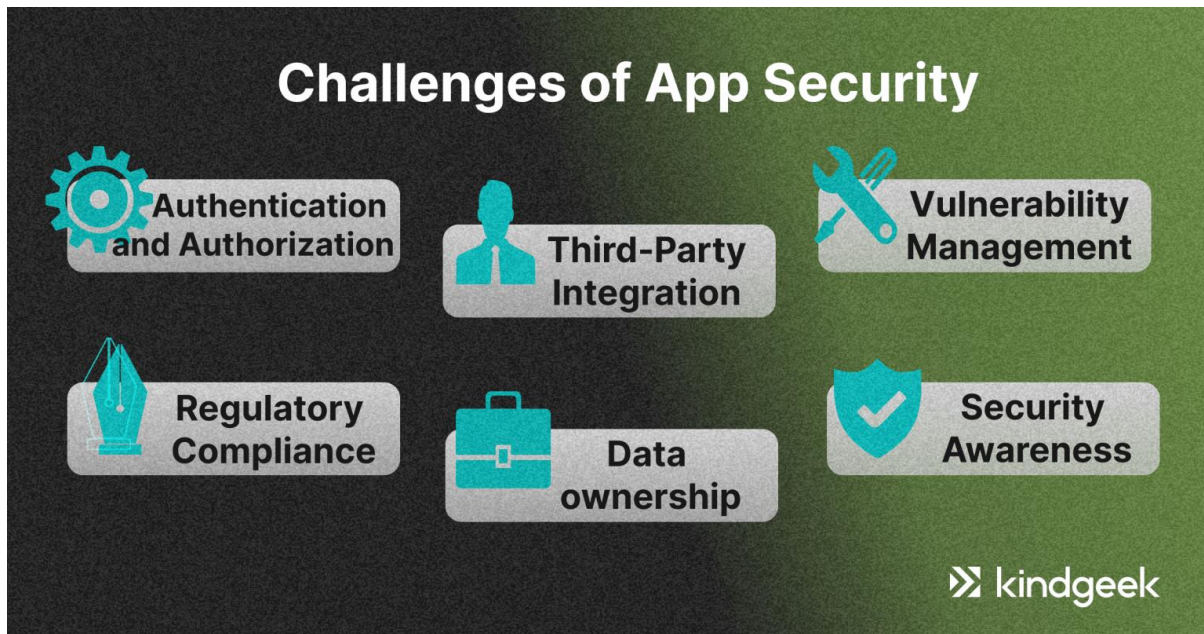 Challenges of App Security
Authentication
and Authorization
Third-Party
Integration
Vulnerability
Management
Regulatory
Compliance
Data
ownership
Security
Awareness
kindgeek